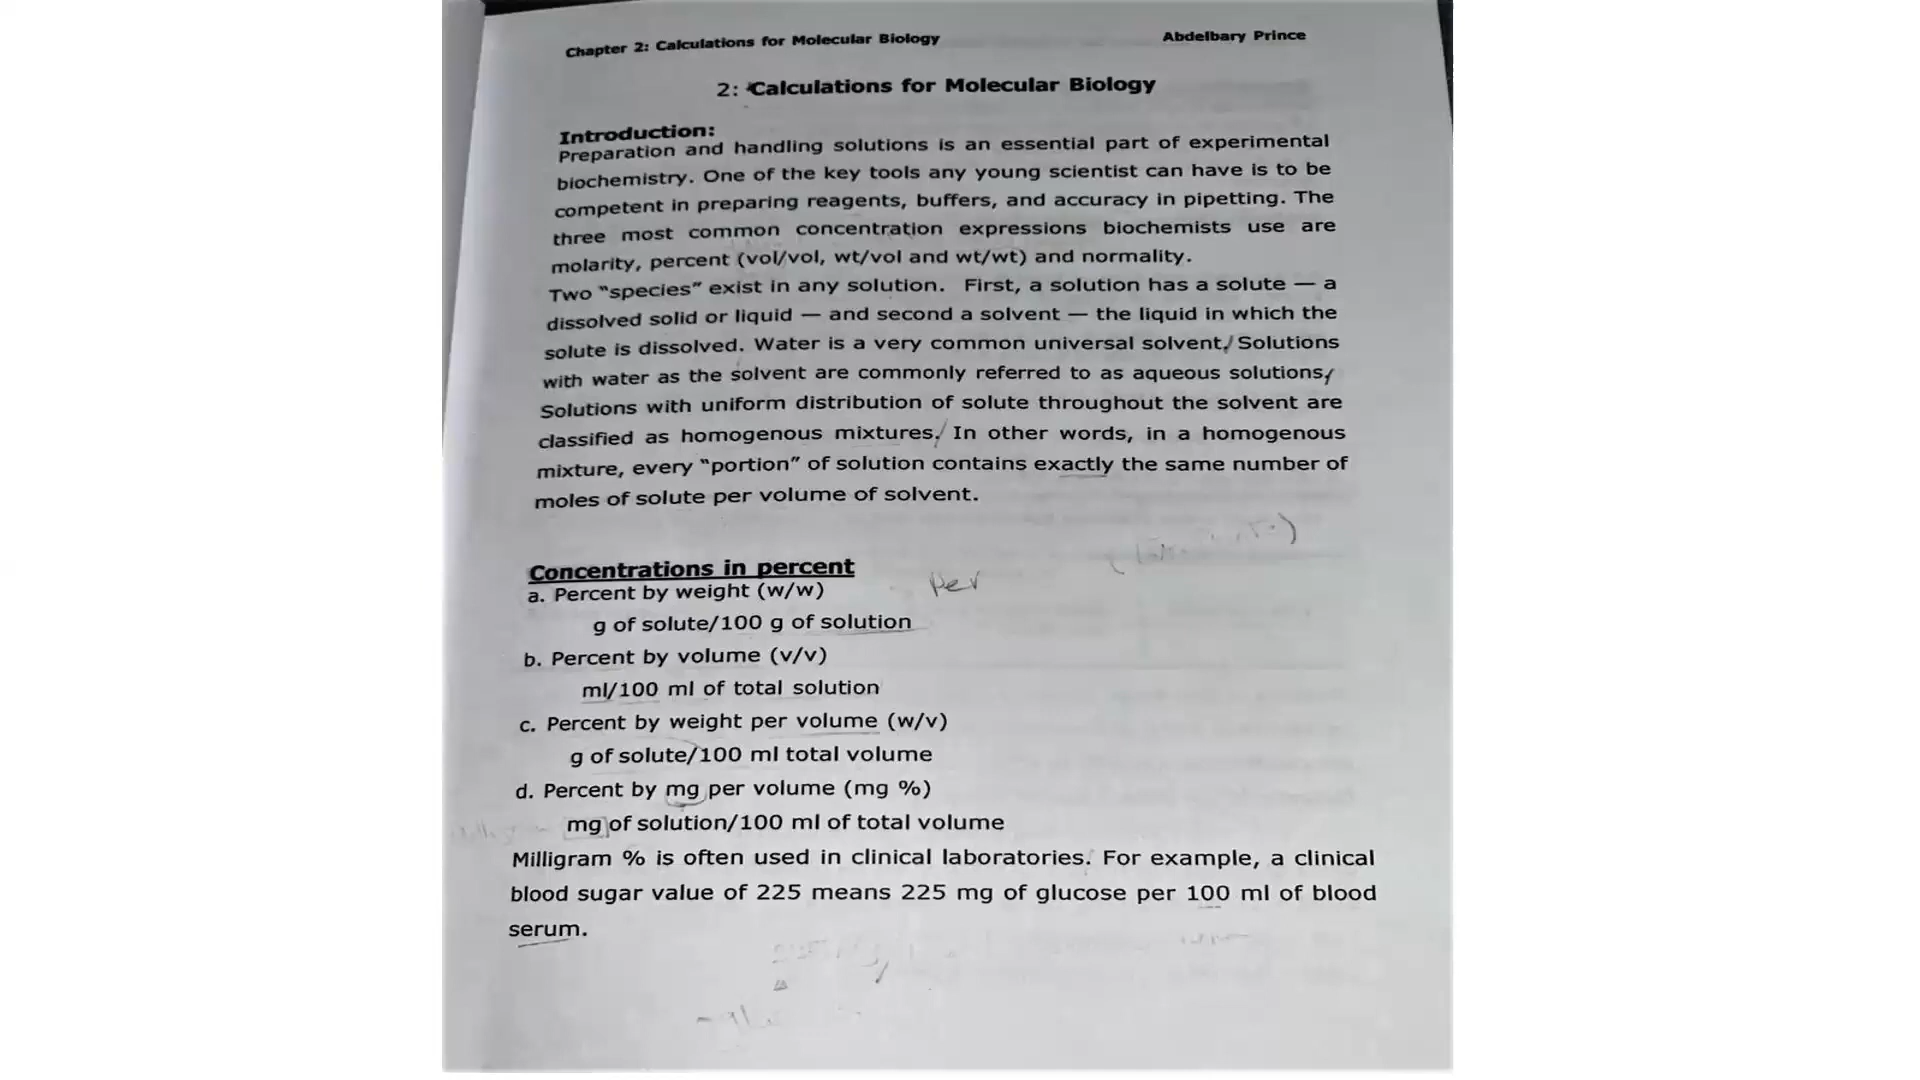 Chapter 2: Calculations for Molecular Biology
Abdelbary Prince
2: Calculations for Molecular Biology
Introduction:
Preparation and handling solutions is an essential part of experimental
biochemistry. One of the key tools any young scientist can have is to be
competent in preparing reagents, buffers, and accuracy in pipetting. The
three most common concentration expressions biochemists use are
molarity, percent (vol/vol, wt/vol and wt/wt) and normality.
Two “species” exist in any solution. First, a solution has a solute — a
dissolved solid or liquid — and second a solvent — the liquid in which the
solute is dissolved. Water is a very common universal solvent. Solutions
with water as the solvent are commonly referred to as aqueous solutions.
Solutions with uniform distribution of solute throughout the solvent are
classified as homogenous mixtures. In other words, in a homogenous
mixture, every “portion” of solution contains exactly the same number of
moles of solute per volume of solvent.
Concentrations in percent
Per
a. Percent by weight (w/w)
g of solute/100 g of solution
b. Percent by volume (v/v)
ml/100 ml of total solution
c. Percent by weight per volume (w/v)
g of solute/100 ml total volume
d. Percent by mg per volume (mg %)
mg of solution/100 ml of total volume
Milligram % is often used in clinical laboratories. For example, a clinical
blood sugar value of 225 means 225 mg of glucose per 100 ml of blood
serum.